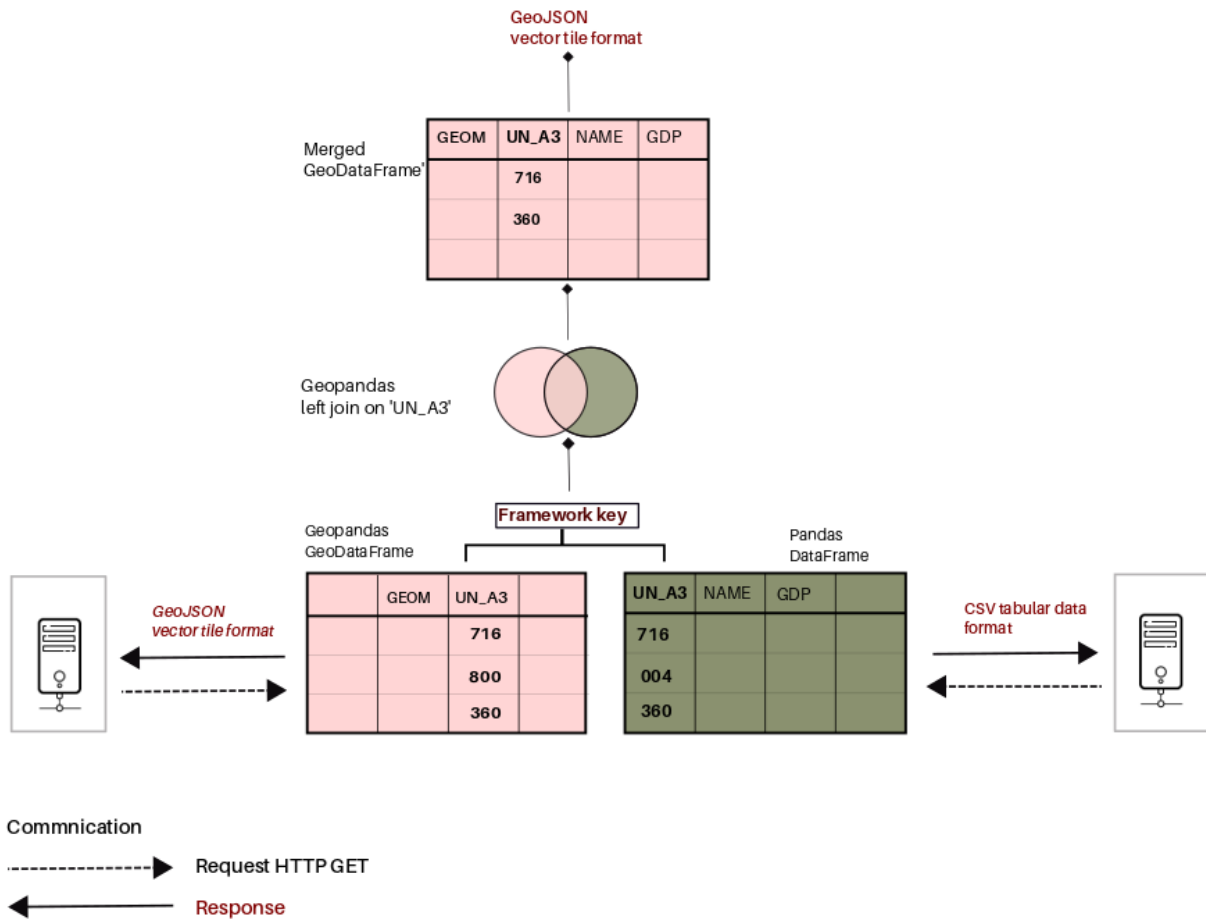 GeoJSON
vector tile format
Merged
GeoDataFrame'
GEOM UN_A3 NAME GDP
716
360
Geopandas
left join on 'UN_A3'
Framework key
Geopandas
GeoDataFrame
Pandas
DataFrame
GeoJSON
vector tile format
GEOM UN_A3
716
800
360
UN_A3 NAME GDP
716
004
360
CSV tabular data
format
Commnication
Request HTTP GET
Response